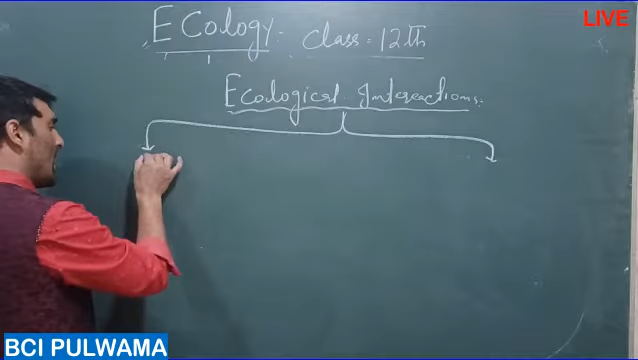 LIVE
Ecology: Class = 12th
Ecological Interactions:
BCI PULWAMA